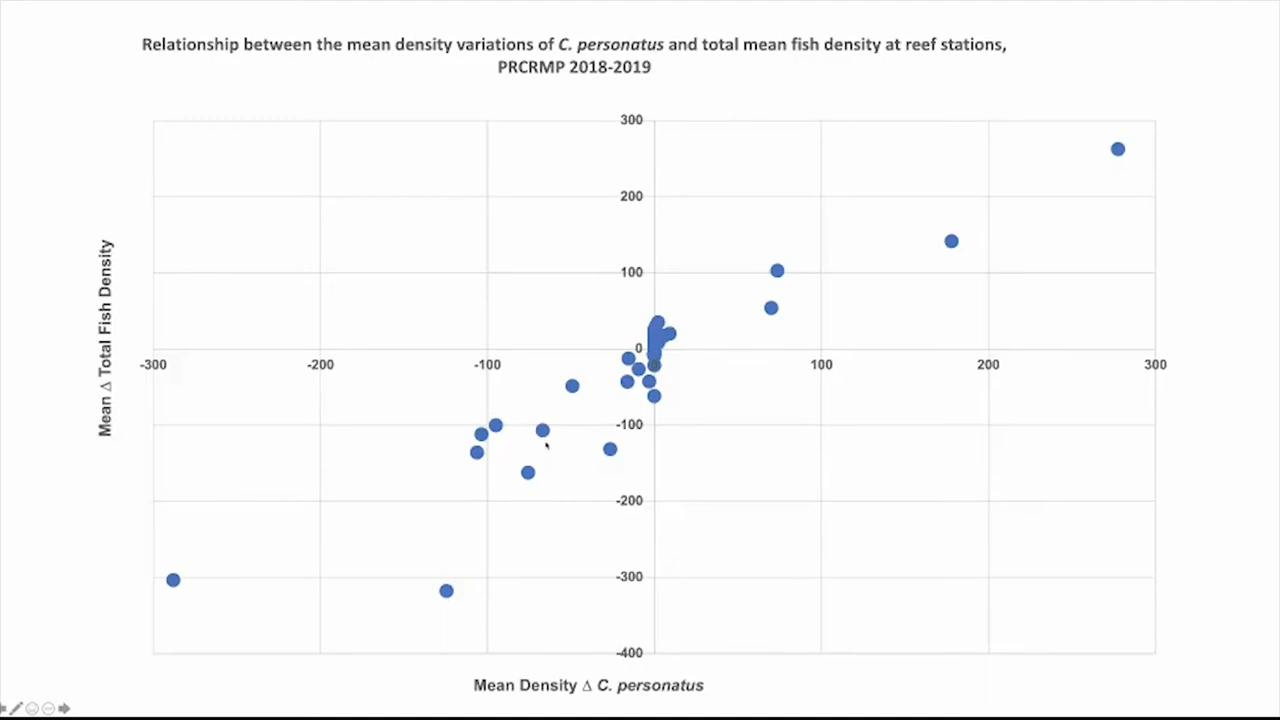 Relationship between the mean density variations of C. personatus and total mean fish density at reef stations,
PRCRMP 2018-2019
300
200
100
0
-300 -200 -100 0 100 200 300
-100
-200
-300
-400
Mean Δ Total Fish Density
Mean Density Δ C. personatus